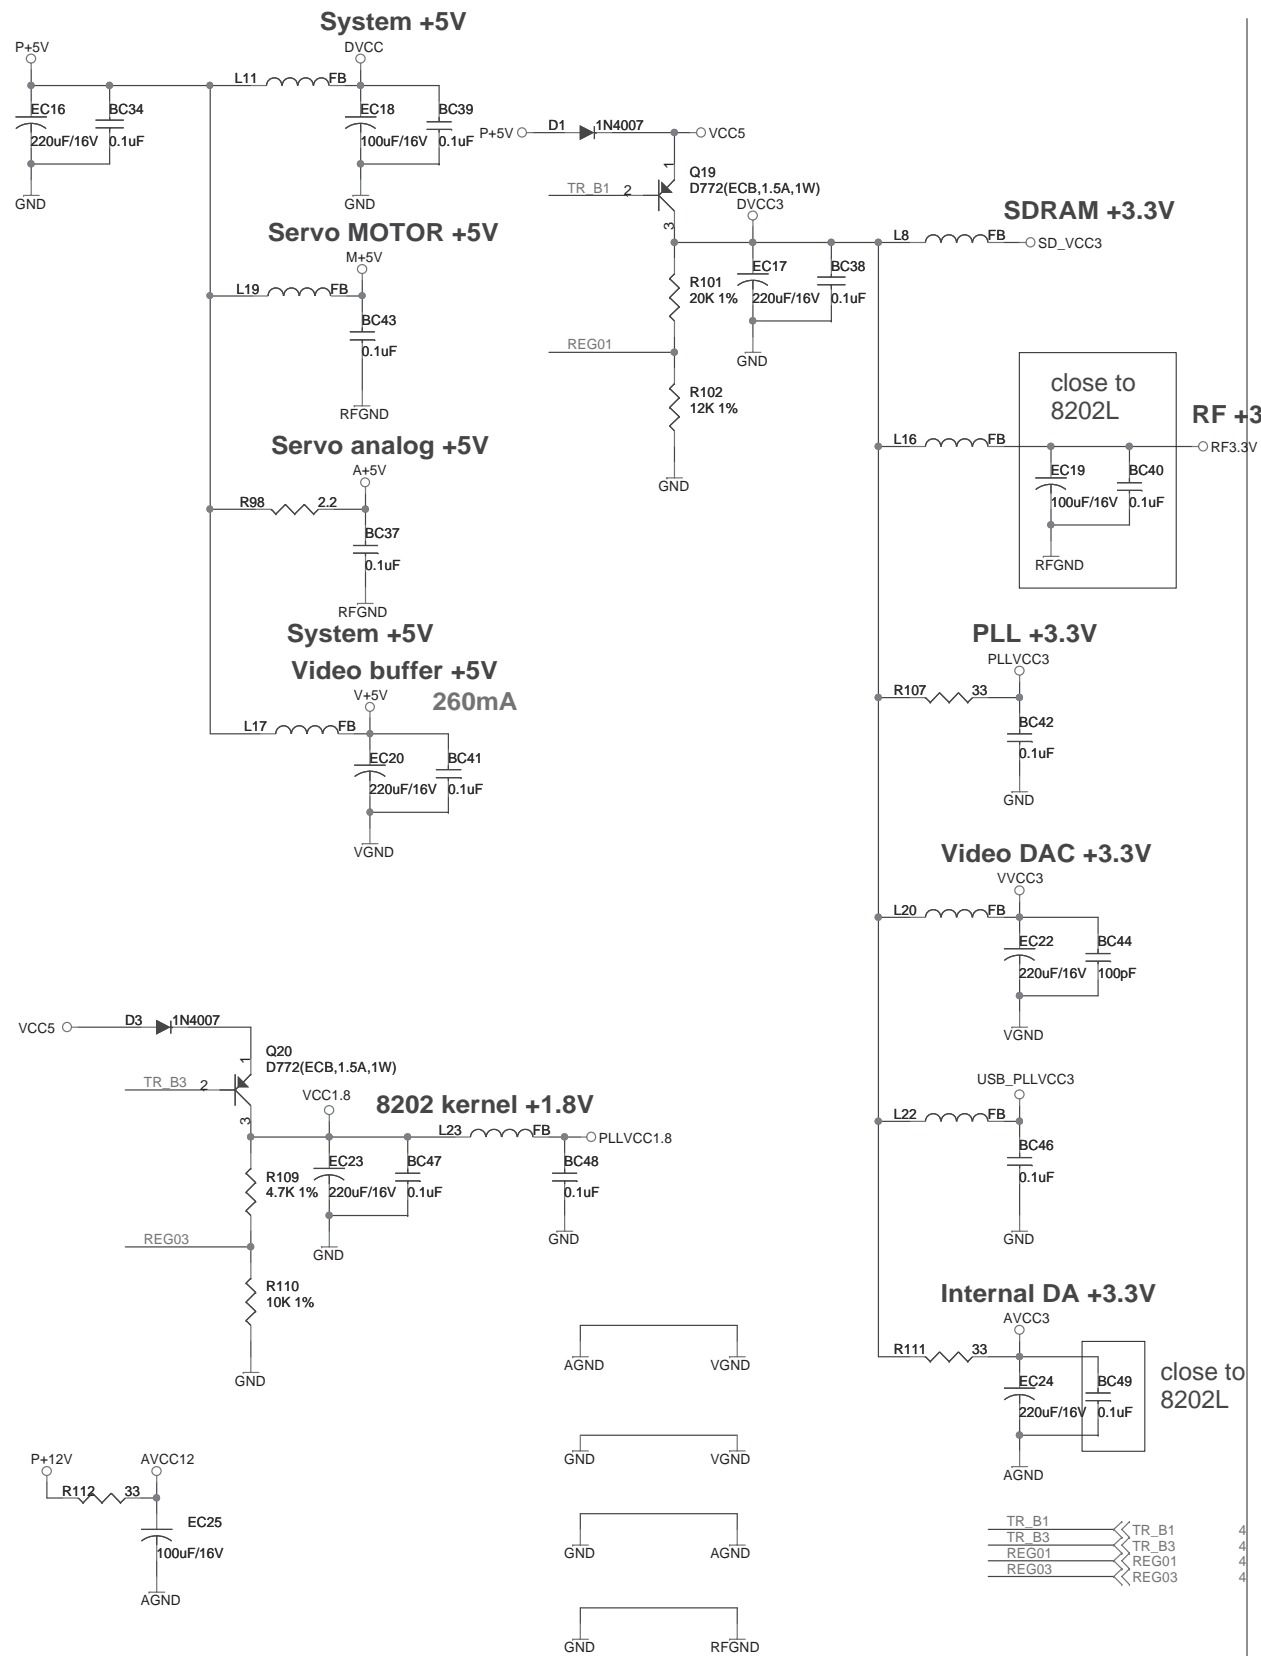 System +5V
P+5V
DVCC
L11
FB
EC16
220uF/16V
BC34
0.1uF
EC18
100uF/16V
BC39
0.1uF
GND
GND
Servo MOTOR +5V
M+5V
L19
FB
BC43
0.1uF
RFGND
Servo analog +5V
A+5V
R98
2.2
BC37
0.1uF
RFGND
System +5V
Video buffer +5V
260mA
V+5V
L17
FB
EC20
220uF/16V
BC41
0.1uF
VGND
P+5V
D1
1N4007
VCC5
1
Q19
D772(ECB,1.5A,1W)
TR_B1
2
3
DVCC3
R101
20K 1%
EC17
220uF/16V
BC38
0.1uF
REG01
GND
R102
12K 1%
GND
SDRAM +3.3V
L8
FB
SD_VCC3
close to
8202L
RF +3
L16
FB
RF3.3V
EC19
100uF/16V
BC40
0.1uF
RFGND
PLL +3.3V
PLLVCC3
R107
33
BC42
0.1uF
GND
Video DAC +3.3V
VVCC3
L20
FB
EC22
220uF/16V
BC44
100pF
VGND
USB_PLLVCC3
L22
FB
BC46
0.1uF
GND
Internal DA +3.3V
AVCC3
R111
33
EC24
220uF/16V
BC49
0.1uF
close to
8202L
AGND
VCC5
D3
1N4007
1
Q20
D772(ECB,1.5A,1W)
TR_B3
2
3
VCC1.8
8202 kernel +1.8V
L23
FB
PLLVCC1.8
R109
4.7K 1%
EC23
220uF/16V
BC47
0.1uF
BC48
0.1uF
REG03
GND
GND
R110
10K 1%
GND
P+12V
AVCC12
R112
33
EC25
100uF/16V
AGND
AGND
VGND
GND
VGND
GND
AGND
GND
RFGND
TR_B1
TR_B1
4
TR_B3
TR_B3
4
REG01
REG01
4
REG03
REG03
4